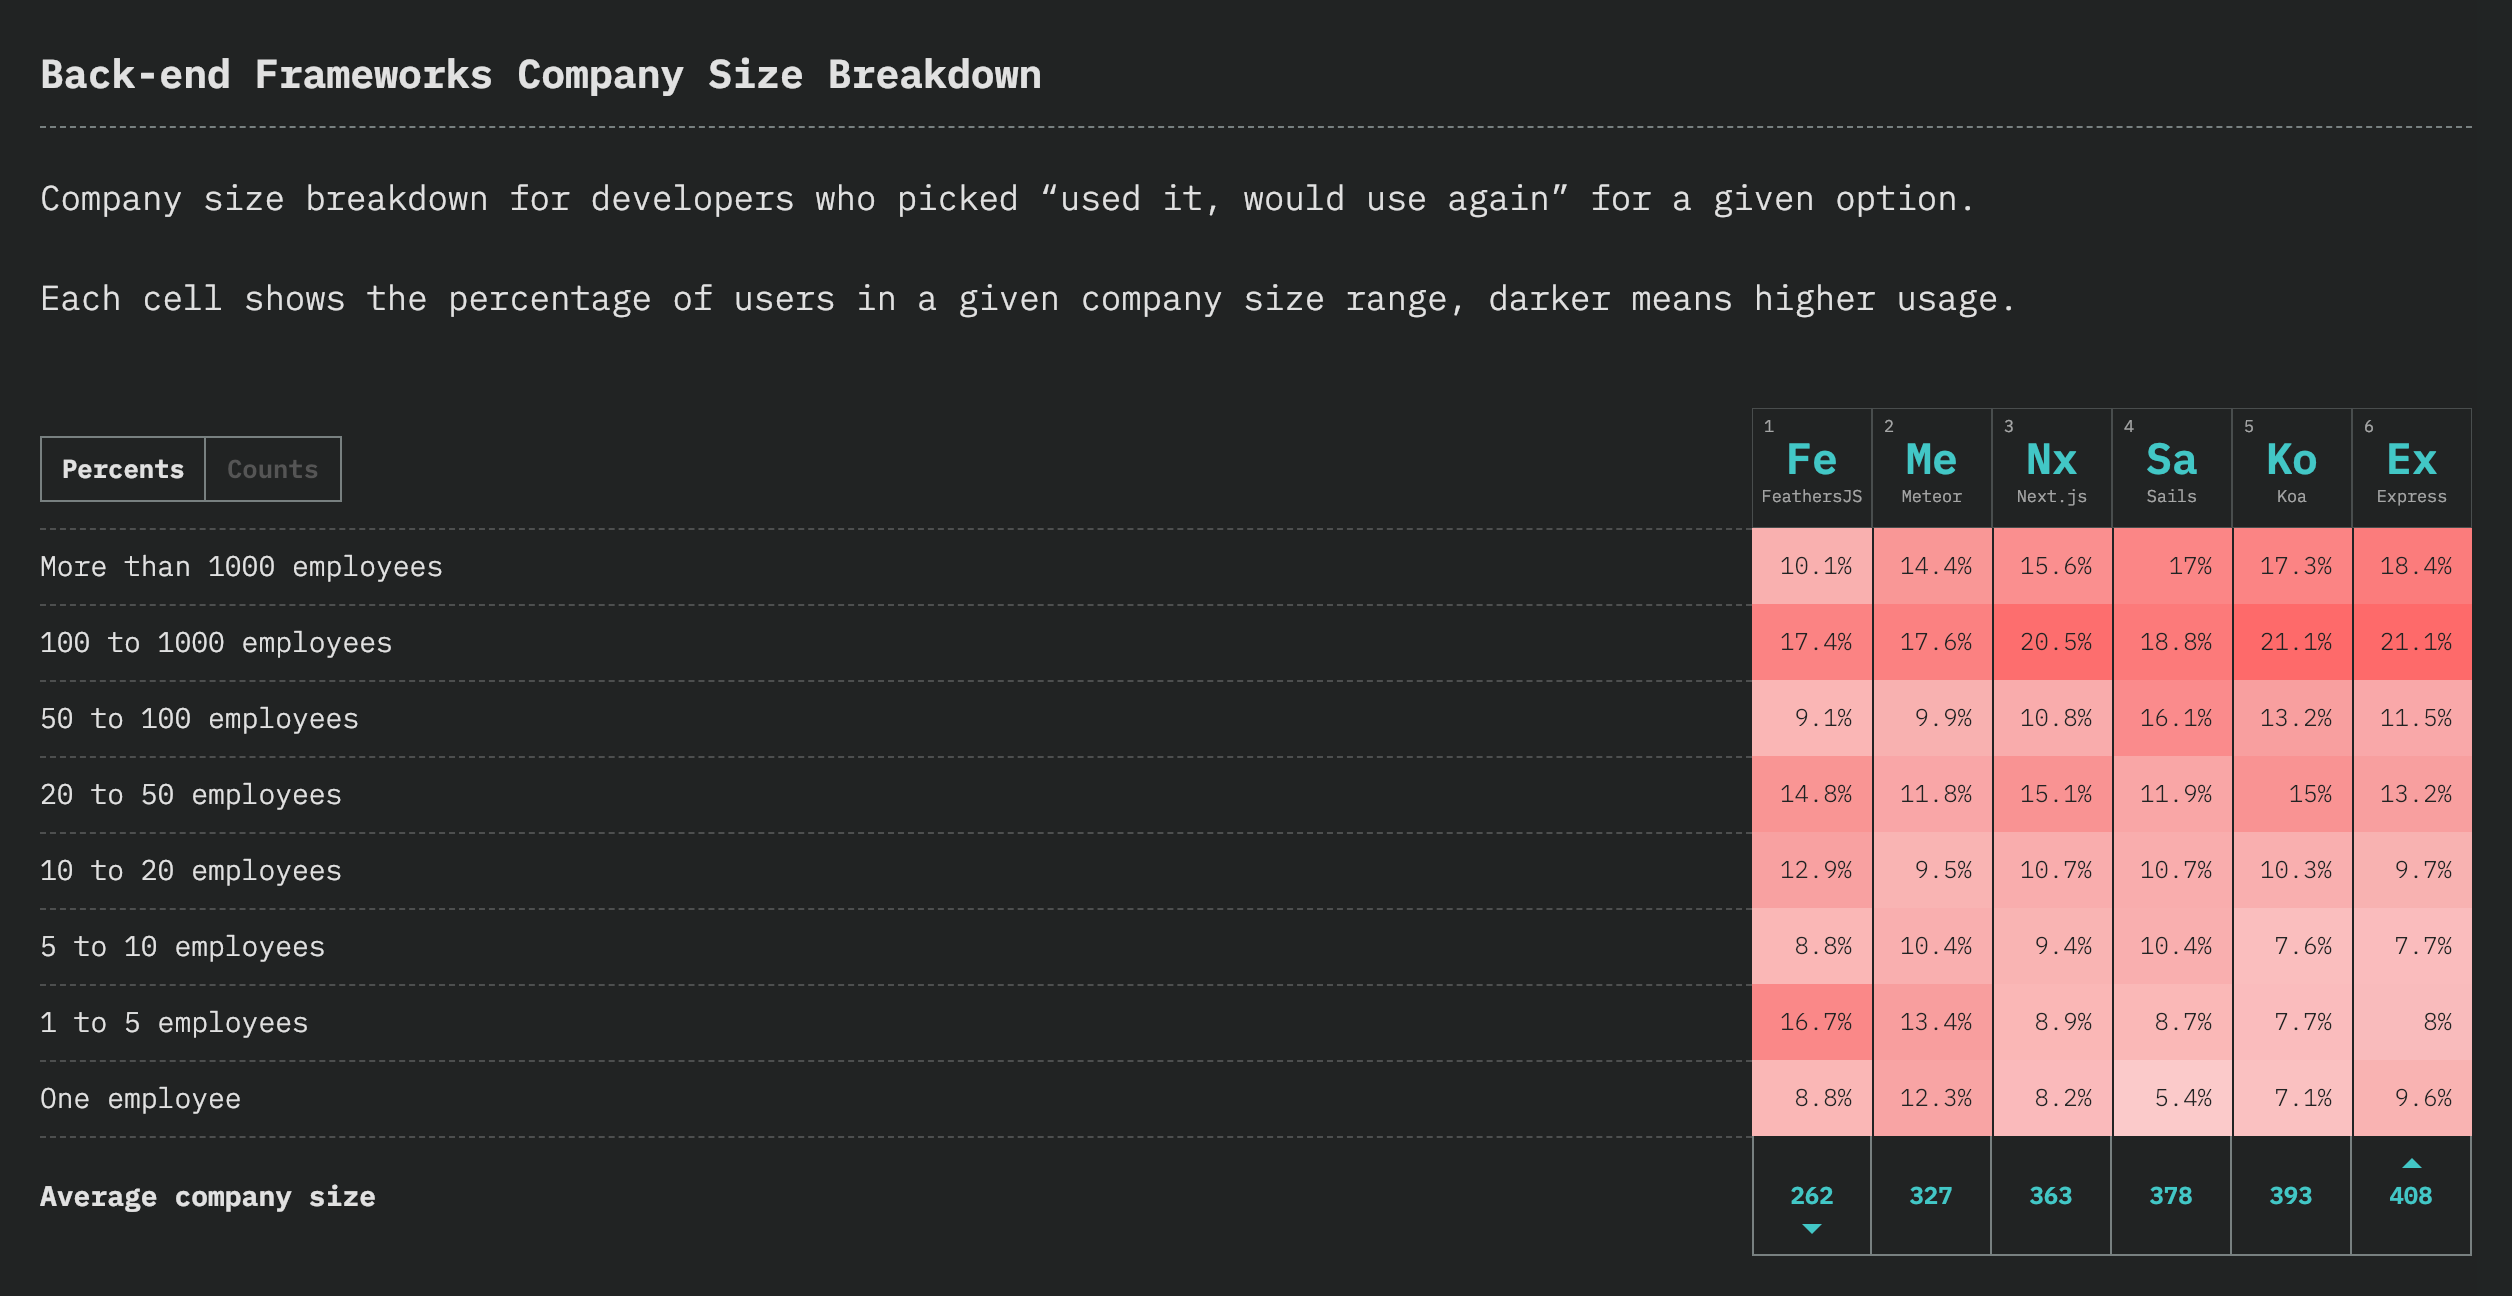 Back-end Frameworks Company Size Breakdown
Company size breakdown for developers who picked “used it, would use again” for a given option.
Each cell shows the percentage of users in a given company size range, darker means higher usage.
Percents Counts
1 2 3 4 5 6
Fe Me Nx Sa Ko Ex
FeathersJS Meteor Next.js Sails Koa Express
More than 1000 employees 10.1% 14.4% 15.6% 17% 17.3% 18.4%
100 to 1000 employees 17.4% 17.6% 20.5% 18.8% 21.1% 21.1%
50 to 100 employees 9.1% 9.9% 10.8% 16.1% 13.2% 11.5%
20 to 50 employees 14.8% 11.8% 15.1% 11.9% 15% 13.2%
10 to 20 employees 12.9% 9.5% 10.7% 10.7% 10.3% 9.7%
5 to 10 employees 8.8% 10.4% 9.4% 10.4% 7.6% 7.7%
1 to 5 employees 16.7% 13.4% 8.9% 8.7% 7.7% 8%
One employee 8.8% 12.3% 8.2% 5.4% 7.1% 9.6%
Average company size 262 327 363 378 393 408